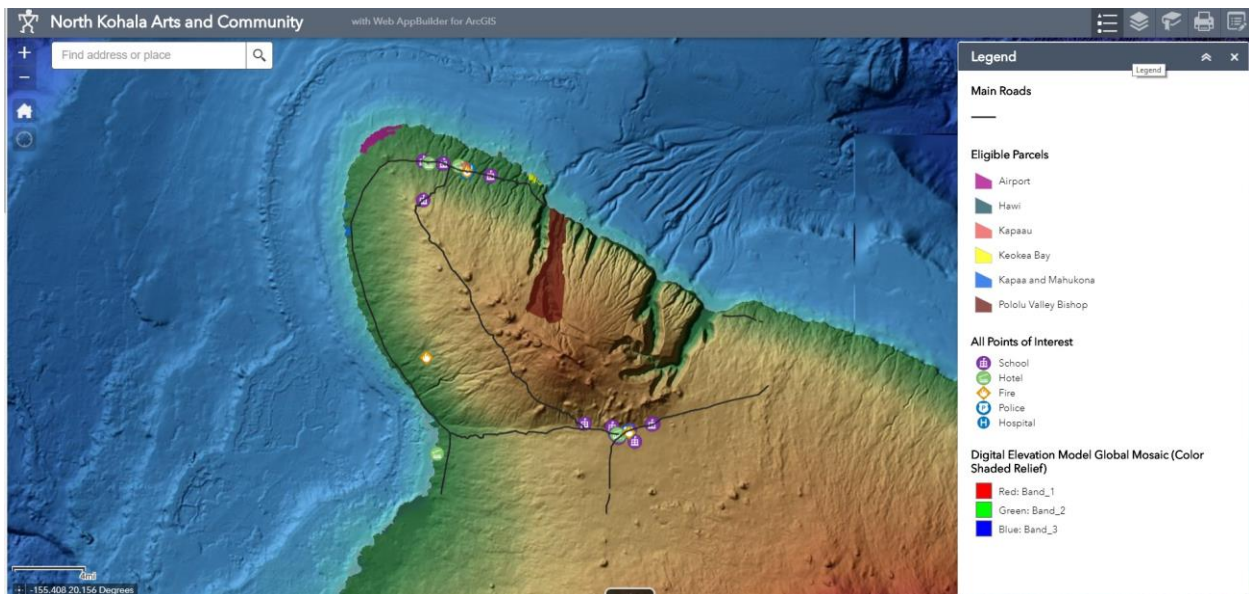 North Kohala Arts and Community
with Web AppBuilder for ArcGIS
+
Find address or place
−
Legend
Legend
Main Roads
Eligible Parcels
Airport
Hawi
Kapaau
Keokea Bay
Kapaa and Mahukona
Pololu Valley Bishop
All Points of Interest
School
Hotel
Fire
P Police
H Hospital
Digital Elevation Model Global Mosaic (Color
Shaded Relief)
Red: Band_1
Green: Band_2
Blue: Band_3
4mi
-155.408 20.156 Degrees